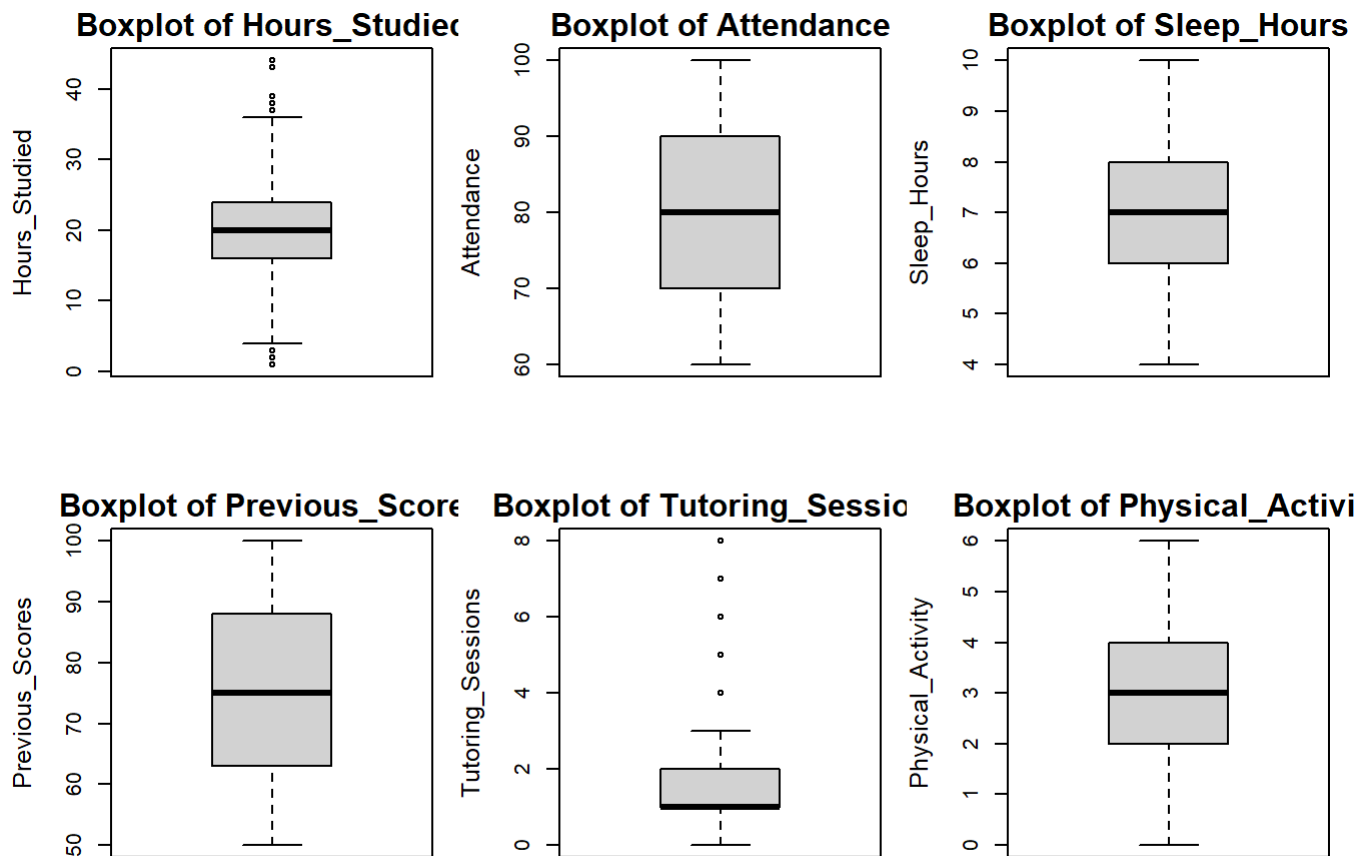 Boxplot of Hours_Studied
Hours_Studied
0 10 20 30 40
Boxplot of Attendance
Attendance
60 70 80 90 100
Boxplot of Sleep_Hours
Sleep_Hours
4 5 6 7 8 9 10
Boxplot of Previous_Score
Previous_Scores
50 60 70 80 90 100
Boxplot of Tutoring_Sessio
Tutoring_Sessions
0 2 4 6 8
Boxplot of Physical_Activi
Physical_Activity
0 1 2 3 4 5 6